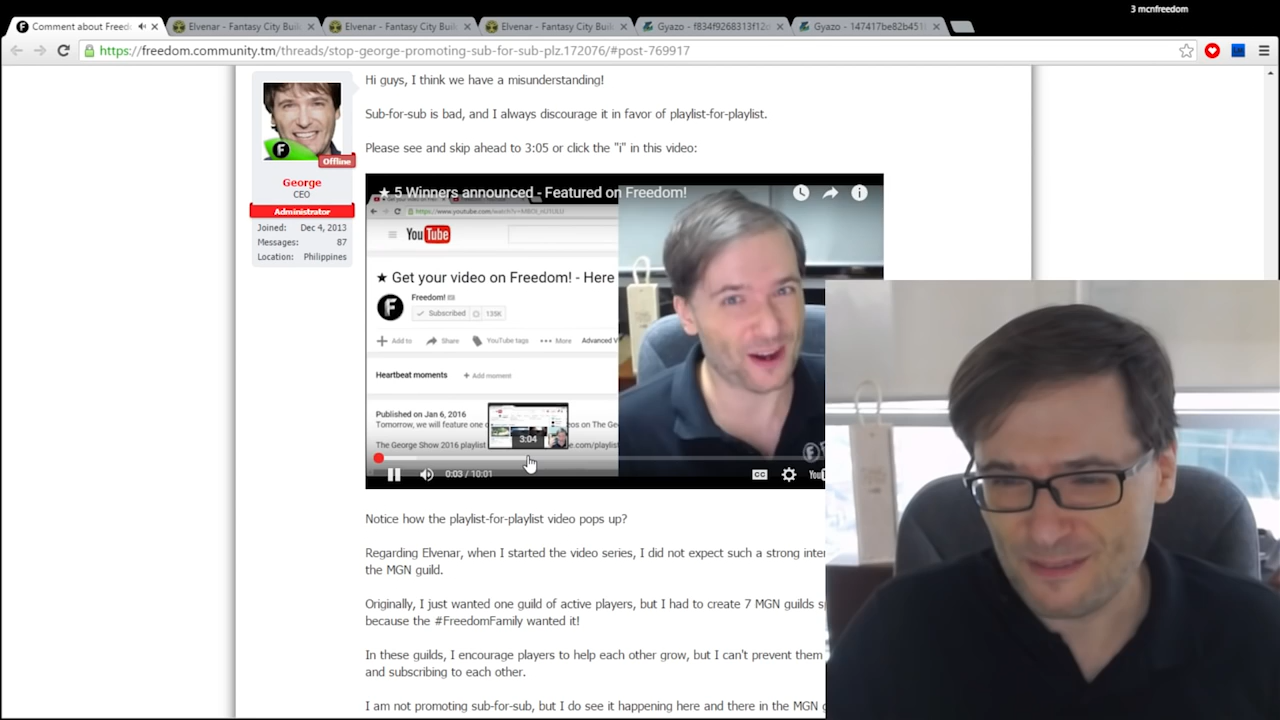 3 mcnfreedom
Comment about Freed
Elvenar - Fantasy City Buil
Elvenar - Fantasy City Buil
Elvenar - Fantasy City Buil
Gyazo - f834f9268313f12
Gyazo - 147417be82b451
https://freedom.community.tm/threads/stop-george-promoting-sub-for-sub-plz.172076/#post-769917
Hi guys, I think we have a misunderstanding!
Sub-for-sub is bad, and I always discourage it in favor of playlist-for-playlist.
Please see and skip ahead to 3:05 or click the "i" in this video:
Offline
George
CEO
Administrator
Joined: Dec 4, 2013
Messages: 87
Location: Philippines
★ 5 Winners announced - Featured on Freedom!
YouTube
★ Get your video on Freedom! - Here
Freedom!
Subscribed 135K
Add to Share YouTube tags More Advanced V
Heartbeat moments + Add moment
Published on Jan 6, 2016
Tomorrow, we will feature one
os on The Ge
The George Show 2016 playlist
e.com/playlis
3:04
0:03 / 10:01
CC
You
Notice how the playlist-for-playlist video pops up?
Regarding Elvenar, when I started the video series, I did not expect such a strong inter
the MGN guild.
Originally, I just wanted one guild of active players, but I had to create 7 MGN guilds s
because the #FreedomFamily wanted it!
In these guilds, I encourage players to help each other grow, but I can't prevent them
and subscribing to each other.
I am not promoting sub-for-sub, but I do see it happening here and there in the MGN g